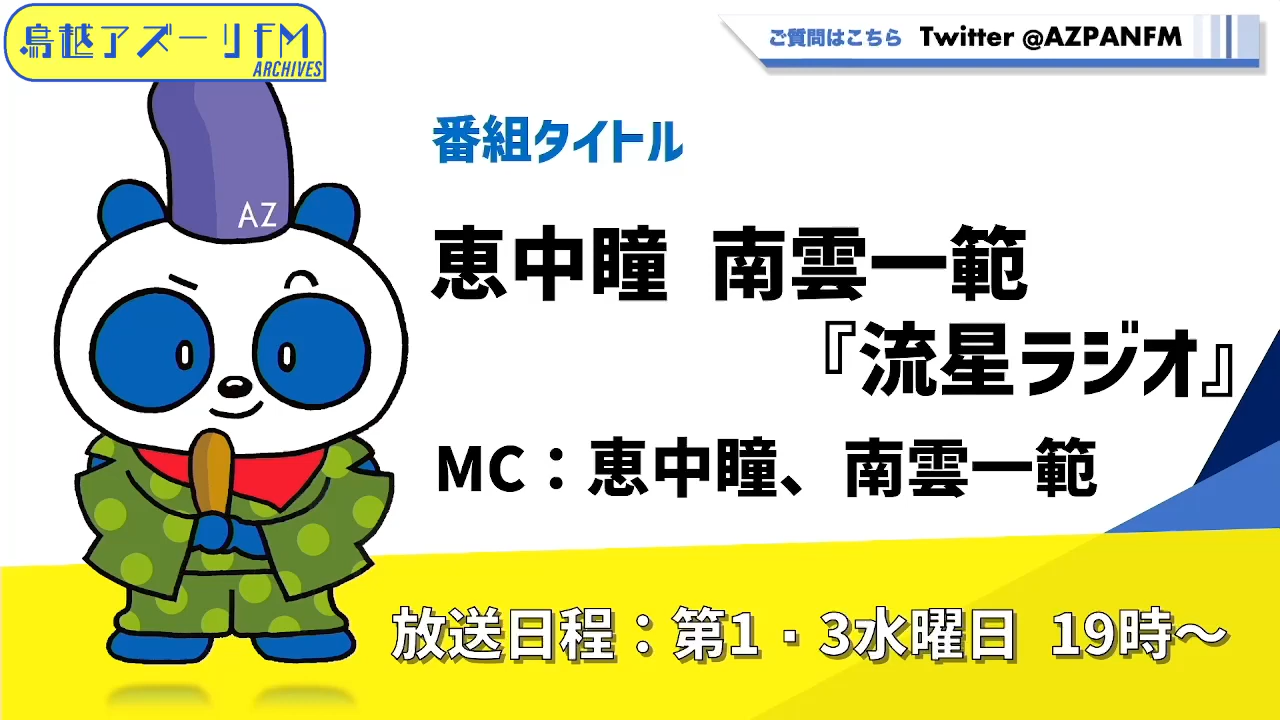 鳥越アズーリFM
ARCHIVES
ご質問はこちら Twitter @AZPANFM
AZ
番組タイトル
恵中瞳 南雲一範
『流星ラジオ』
MC：恵中瞳、南雲一範
放送日程：第1・3水曜日 19時～